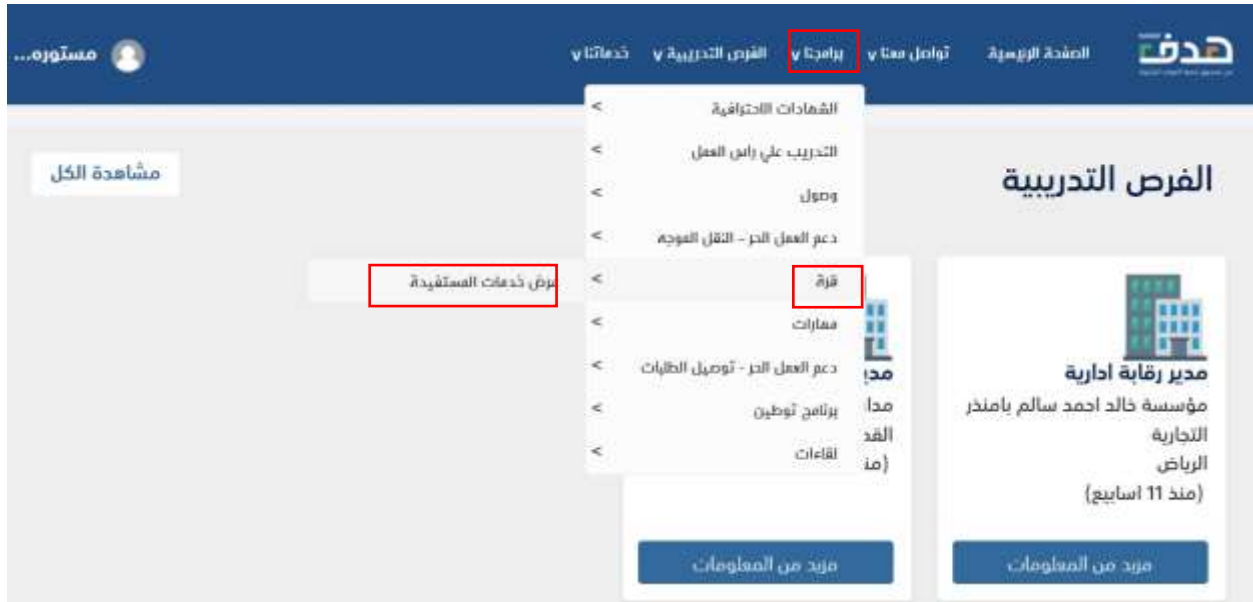 هدف
الصفحة الرئيسية
تواصل معنا
برامجنا
الفرص التدريبية
خدماتنا
مستوره...
الشهادات الاحترافية
التدريب على راس العمل
وصول
دعم العمل الحر - النقل الموجه
قرة
عرض خدمات المستفيدة
مهارات
دعم العمل الحر - توصيل الطلبات
برنامج توطين
لقاءات
الفرص التدريبية
مشاهدة الكل
مدير رقابة ادارية
مؤسسة خالد احمد سالم بامنذر
التجارية
الرياض
(منذ 11 اسابيع)
مزيد من المعلومات
مزيد من المعلومات